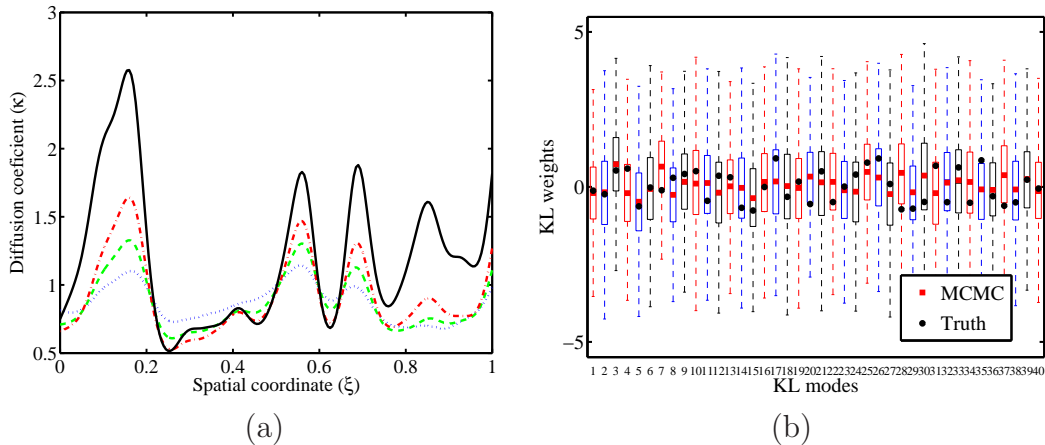 3
2.5
2
1.5
1
0.5
0 0.2 0.4 0.6 0.8 1
Diffusion coeficient (κ)
Spatial coordinate (ξ)
(a)
5
0
−5
KL weights
MCMC
Truth
1 2 3 4 5 6 7 8 9 10 11 12 13 14 15 16 17 18 19 20 21 22 23 24 25 26 27 28 29 30 31 32 33 34 35 36 37 38 39 40
KL modes
(b)